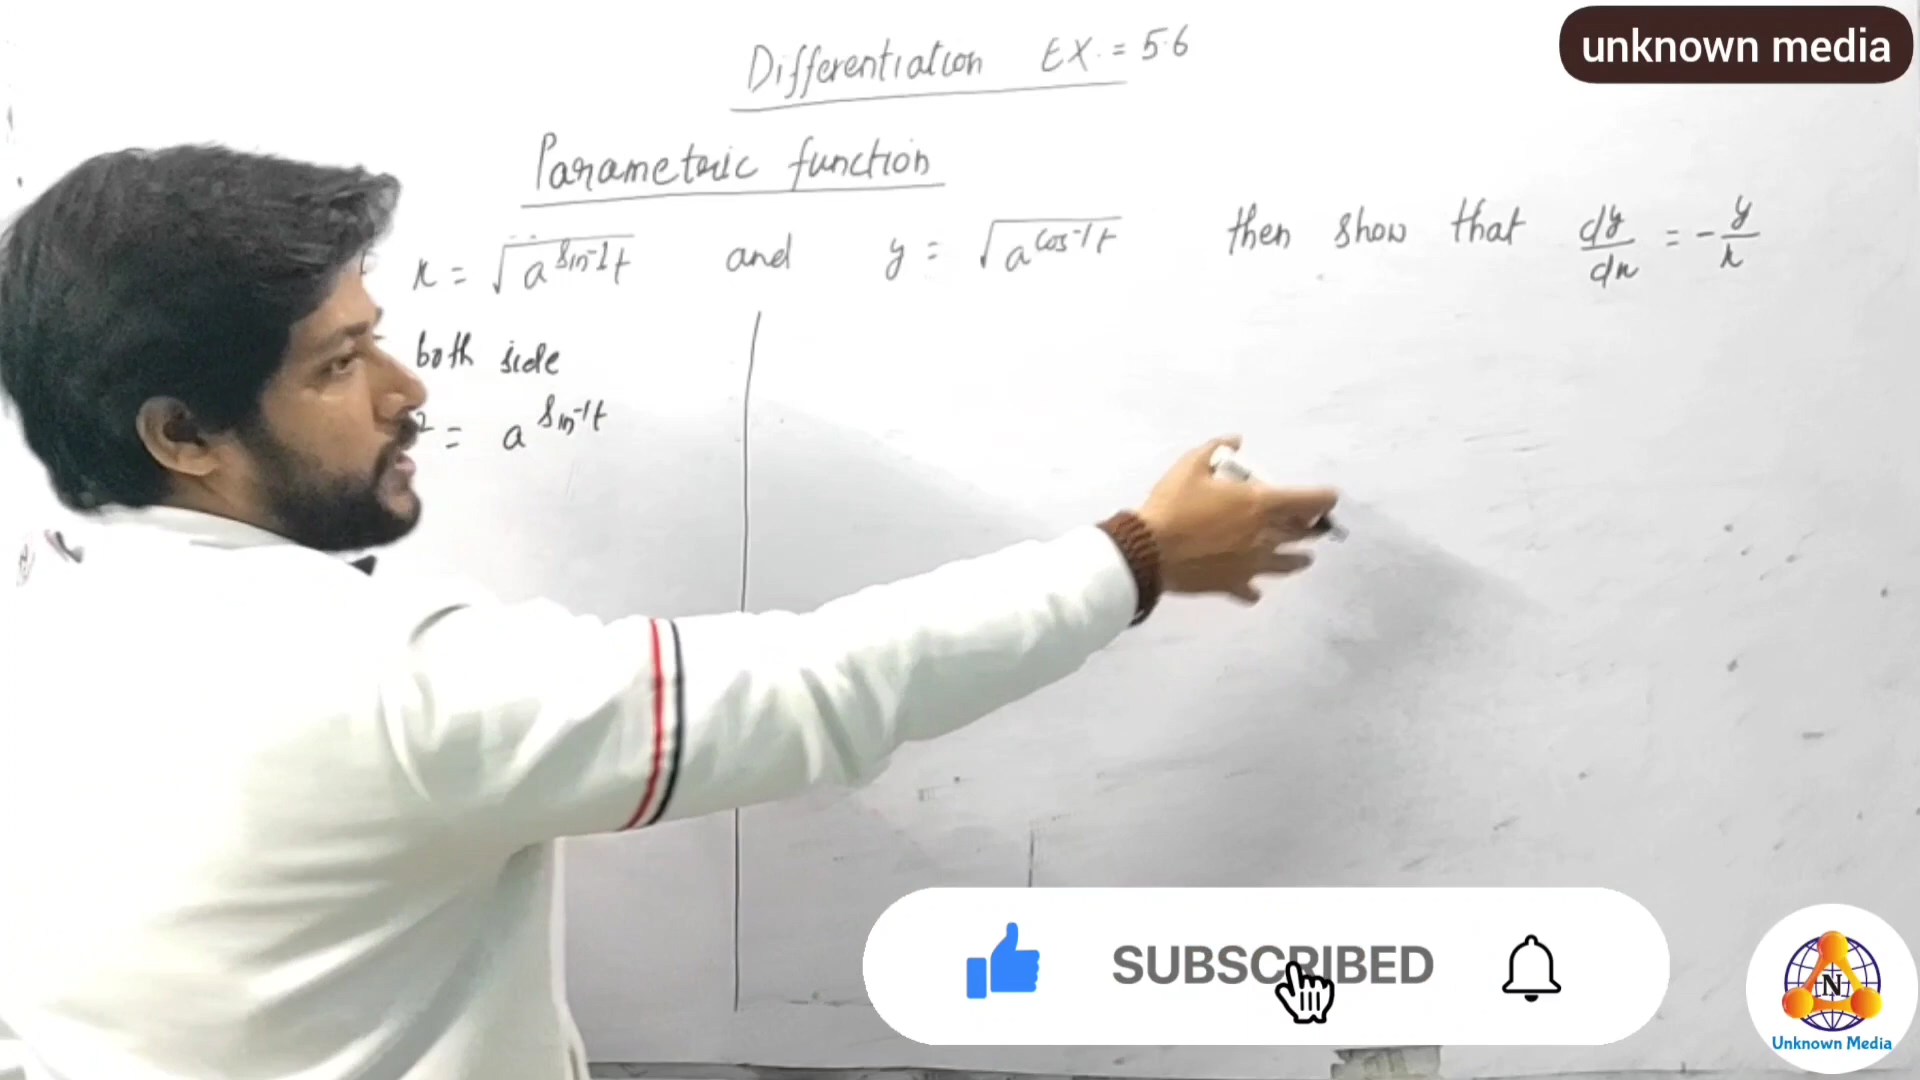 unknown media
Differentiation EX. = 5.6
Parametric function
x = √a^sin⁻¹t and y = √a^cos⁻¹t then show that dy/dx = -y/x
both side
² = a^sin⁻¹t
SUBSCRIBED
N
Unknown Media